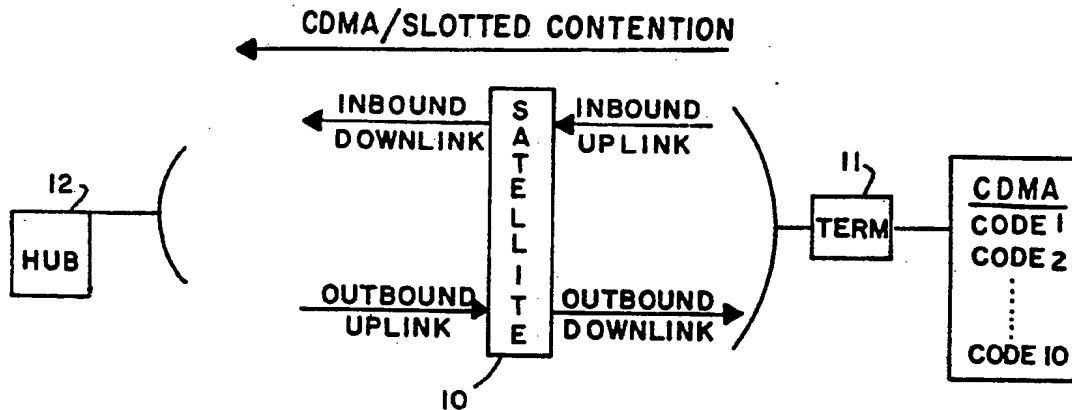 CDMA/SLOTTED CONTENTION
INBOUND
DOWNLINK
SATELLITE
INBOUND
UPLINK
12
HUB
11
TERM
CDMA
CODE 1
CODE 2
CODE 10
OUTBOUND
UPLINK
OUTBOUND
DOWNLINK
10